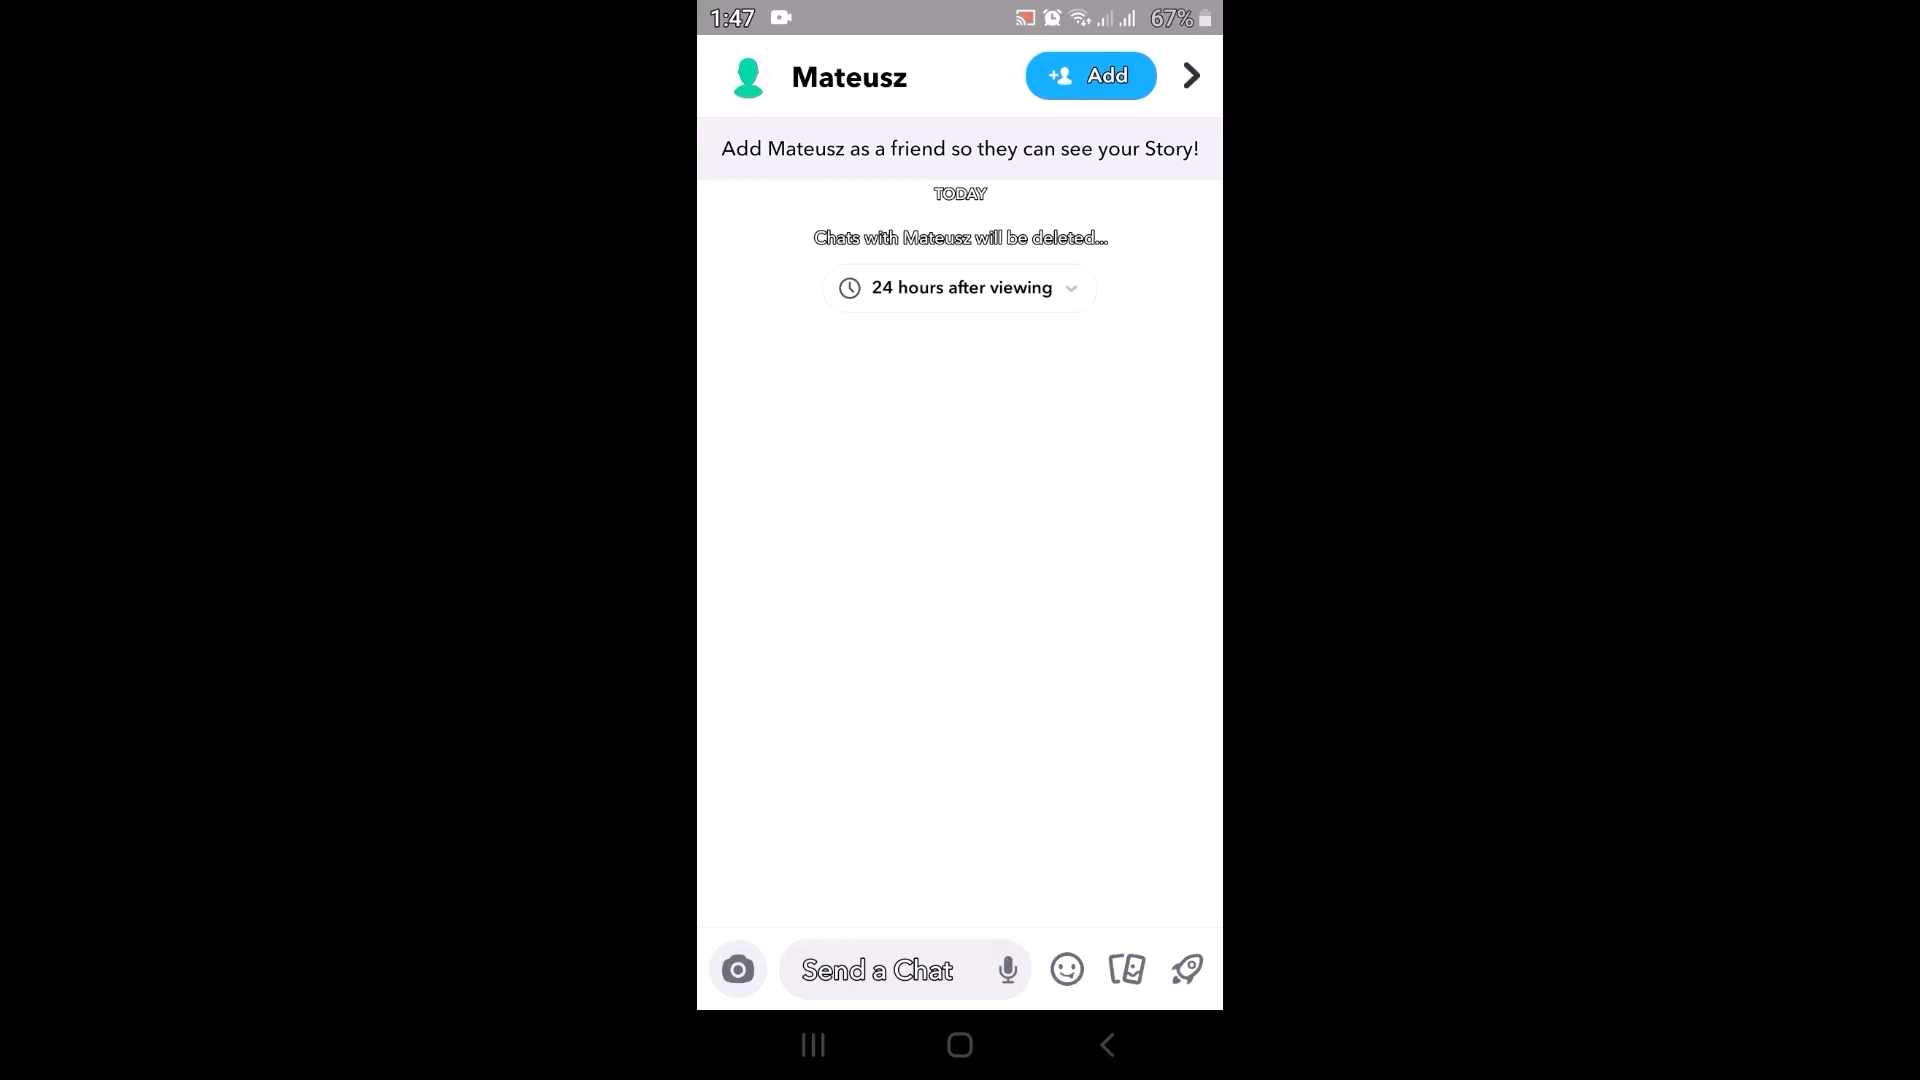 1:47
67%
Mateusz
Add
Add Mateusz as a friend so they can see your Story!
TODAY
Chats with Mateusz will be deleted...
24 hours after viewing
Send a Chat